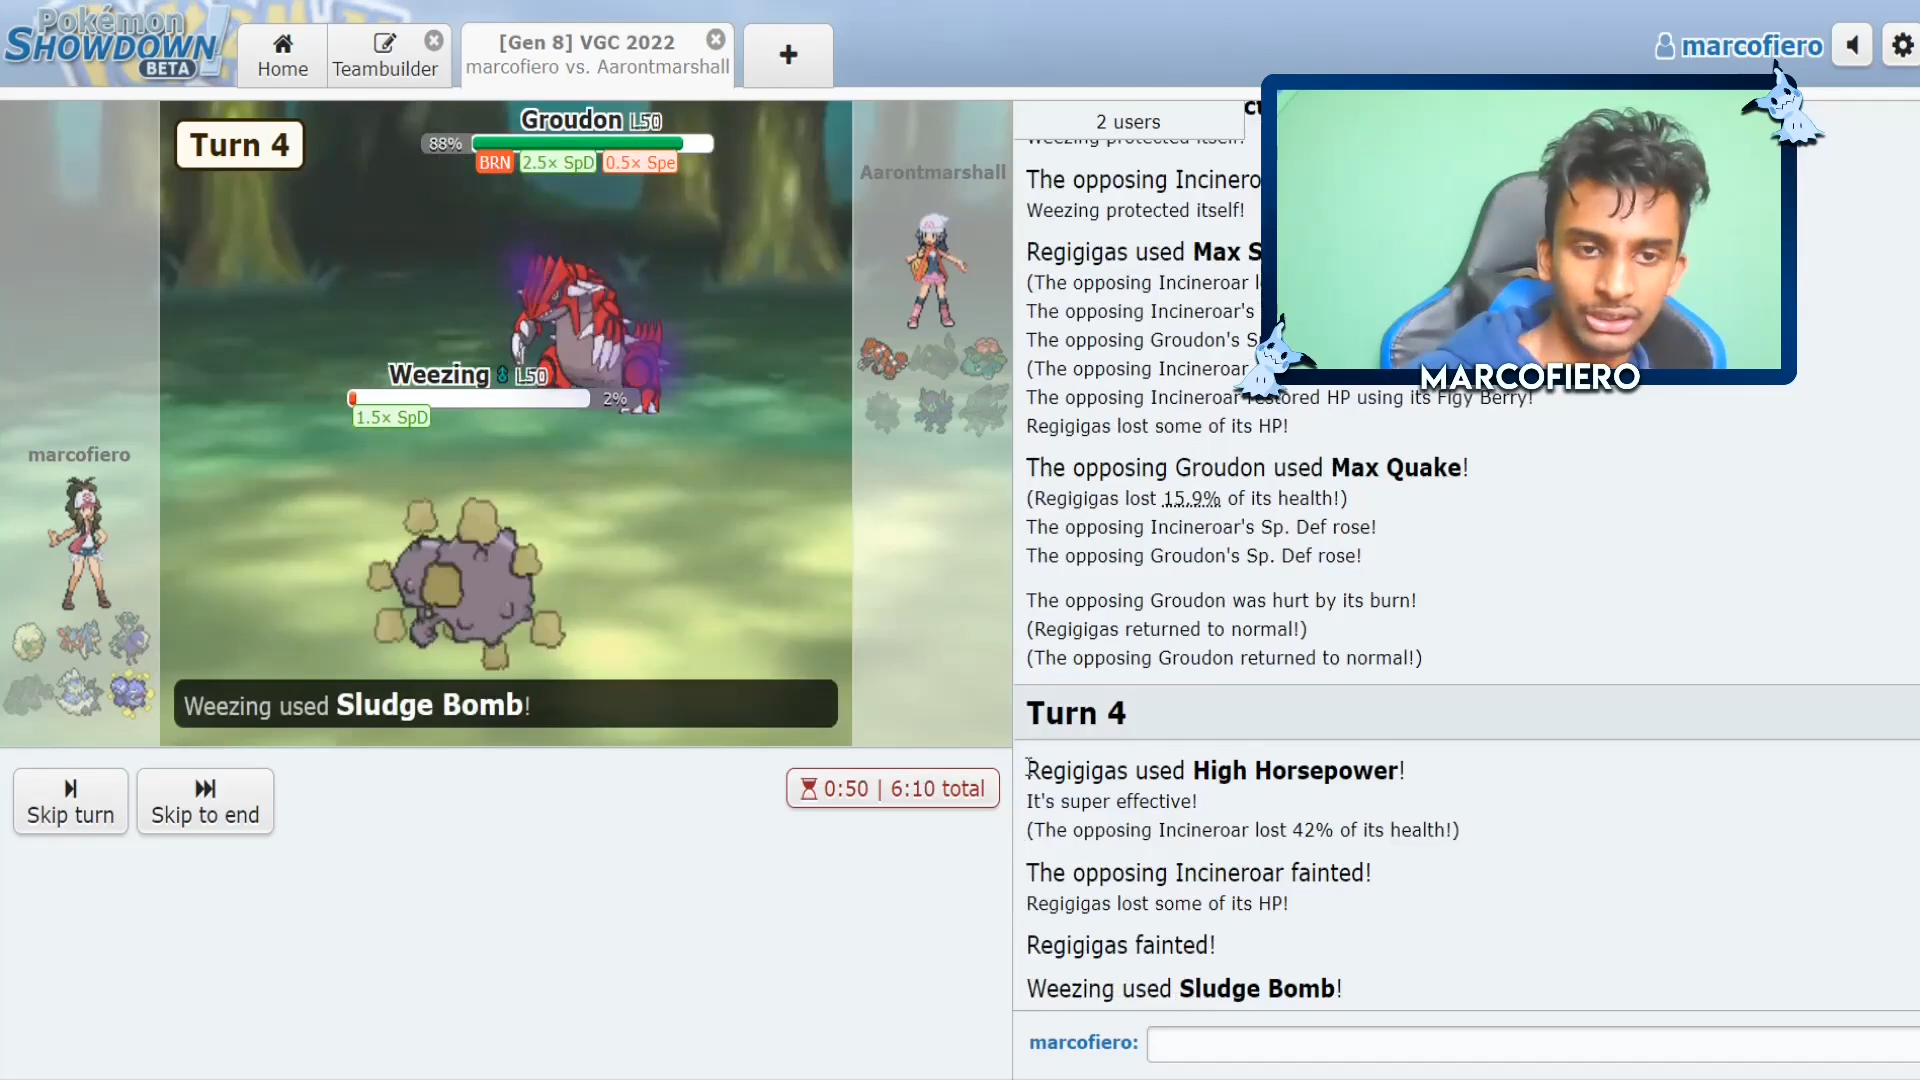 Pokémon
SHOWDOWN!
BETA
Home
Teambuilder
[Gen 8] VGC 2022
marcofiero vs. Aarontmarshall
marcofiero
Turn 4
Groudon L50
88%
BRN 2.5× SpD 0.5× Spe
Aarontmarshall
Weezing L50
2%
1.5× SpD
marcofiero
Weezing used Sludge Bomb!
Skip turn
Skip to end
0:50 | 6:10 total
2 users
Weezing protected itself!
The opposing Incinero
Weezing protected itself!
Regigigas used Max S
(The opposing Incineroar l
The opposing Incineroar's
The opposing Groudon's S
(The opposing Incineroar
The opposing Incineroar restored HP using its Figy Berry!
Regigigas lost some of its HP!
The opposing Groudon used Max Quake!
(Regigigas lost 15.9% of its health!)
The opposing Incineroar's Sp. Def rose!
The opposing Groudon's Sp. Def rose!
The opposing Groudon was hurt by its burn!
(Regigigas returned to normal!)
(The opposing Groudon returned to normal!)
Turn 4
Regigigas used High Horsepower!
It's super effective!
(The opposing Incineroar lost 42% of its health!)
The opposing Incineroar fainted!
Regigigas lost some of its HP!
Regigigas fainted!
Weezing used Sludge Bomb!
marcofiero:
MARCOFIERO